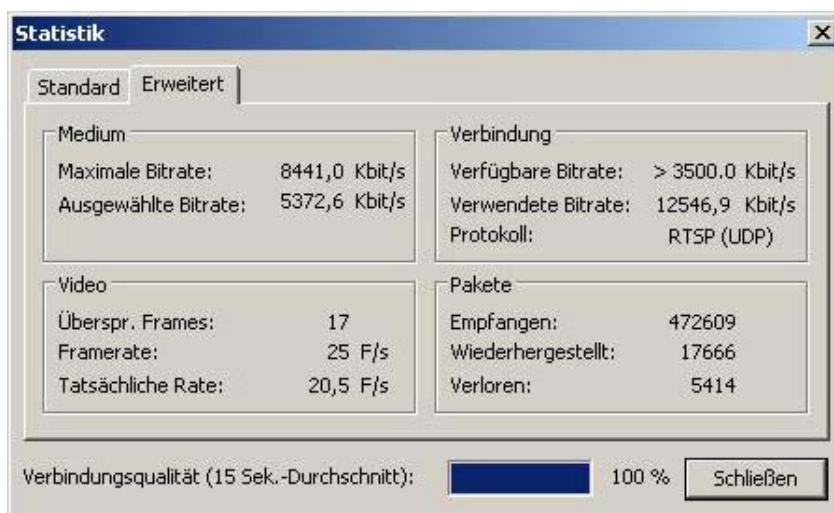 Statistik
Standard Erweitert
Medium
Maximale Bitrate: 8441,0 Kbit/s
Ausgewählte Bitrate: 5372,6 Kbit/s
Verbindung
Verfügbare Bitrate: > 3500.0 Kbit/s
Verwendete Bitrate: 12546,9 Kbit/s
Protokoll: RTSP (UDP)
Video
Überspr. Frames: 17
Framerate: 25 F/s
Tatsächliche Rate: 20,5 F/s
Pakete
Empfangen: 472609
Wiederhergestellt: 17666
Verloren: 5414
Verbindungsqualität (15 Sek.-Durchschnitt): 100 % Schließen